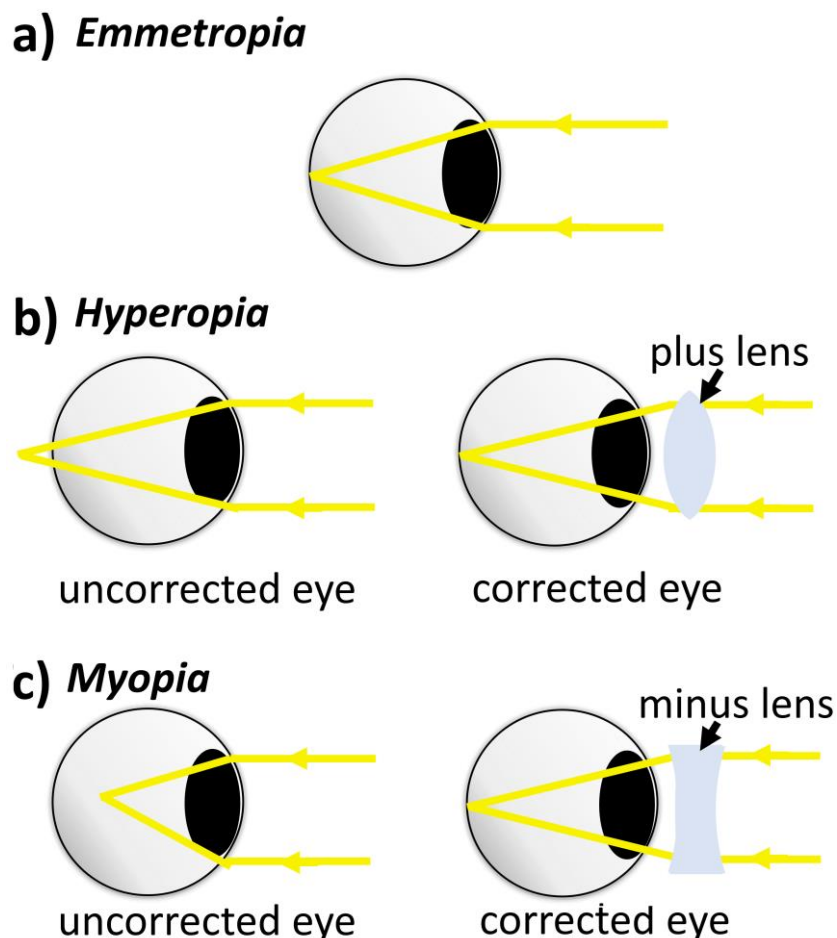 a) Emmetropia
b) Hyperopia
plus lens
uncorrected eye
corrected eye
c) Myopia
minus lens
uncorrected eye
corrected eye